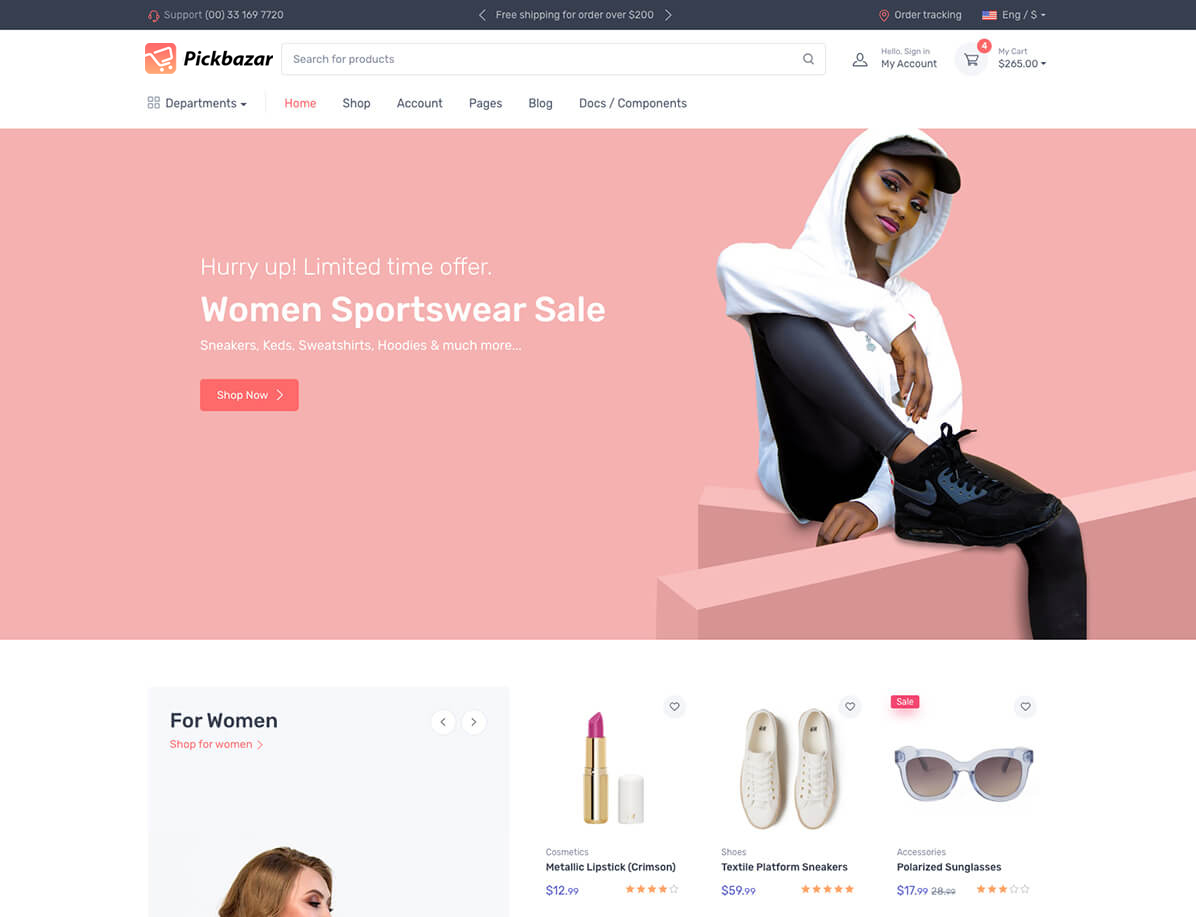 Support (00) 33 169 7720
Free shipping for order over $200
Order tracking
Eng / $
Pickbazar
Search for products
Hello, Sign in
My Account
4
My Cart
$265.00
Departments
Home
Shop
Account
Pages
Blog
Docs / Components
Hurry up! Limited time offer.
Women Sportswear Sale
Sneakers, Keds, Sweatshirts, Hoodies & much more...
Shop Now
For Women
Shop for women
Sale
Cosmetics
Metallic Lipstick (Crimson)
$12.99
Shoes
Textile Platform Sneakers
$59.99
Accessories
Polarized Sunglasses
$17.99 28.99